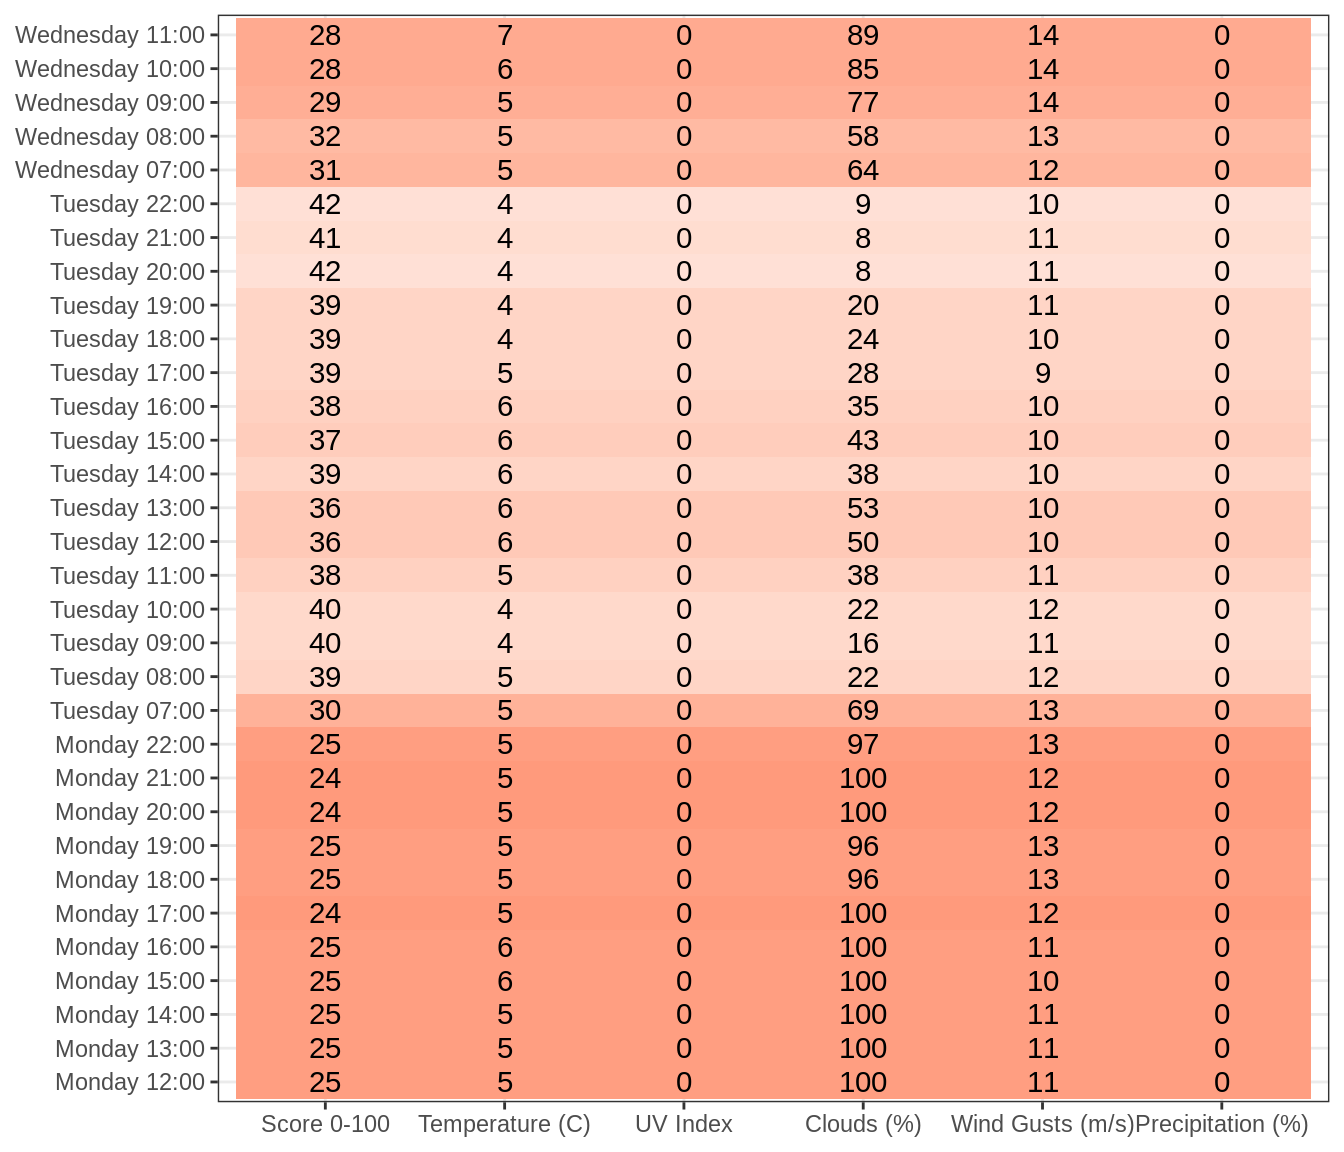 Wednesday 11:00 28 7 0 89 14 0
Wednesday 10:00 28 6 0 85 14 0
Wednesday 09:00 29 5 0 77 14 0
Wednesday 08:00 32 5 0 58 13 0
Wednesday 07:00 31 5 0 64 12 0
Tuesday 22:00 42 4 0 9 10 0
Tuesday 21:00 41 4 0 8 11 0
Tuesday 20:00 42 4 0 8 11 0
Tuesday 19:00 39 4 0 20 11 0
Tuesday 18:00 39 4 0 24 10 0
Tuesday 17:00 39 5 0 28 9 0
Tuesday 16:00 38 6 0 35 10 0
Tuesday 15:00 37 6 0 43 10 0
Tuesday 14:00 39 6 0 38 10 0
Tuesday 13:00 36 6 0 53 10 0
Tuesday 12:00 36 6 0 50 10 0
Tuesday 11:00 38 5 0 38 11 0
Tuesday 10:00 40 4 0 22 12 0
Tuesday 09:00 40 4 0 16 11 0
Tuesday 08:00 39 5 0 22 12 0
Tuesday 07:00 30 5 0 69 13 0
Monday 22:00 25 5 0 97 13 0
Monday 21:00 24 5 0 100 12 0
Monday 20:00 24 5 0 100 12 0
Monday 19:00 25 5 0 96 13 0
Monday 18:00 25 5 0 96 13 0
Monday 17:00 24 5 0 100 12 0
Monday 16:00 25 6 0 100 11 0
Monday 15:00 25 6 0 100 10 0
Monday 14:00 25 5 0 100 11 0
Monday 13:00 25 5 0 100 11 0
Monday 12:00 25 5 0 100 11 0
Score 0-100 Temperature (C) UV Index Clouds (%) Wind Gusts (m/s) Precipitation (%)